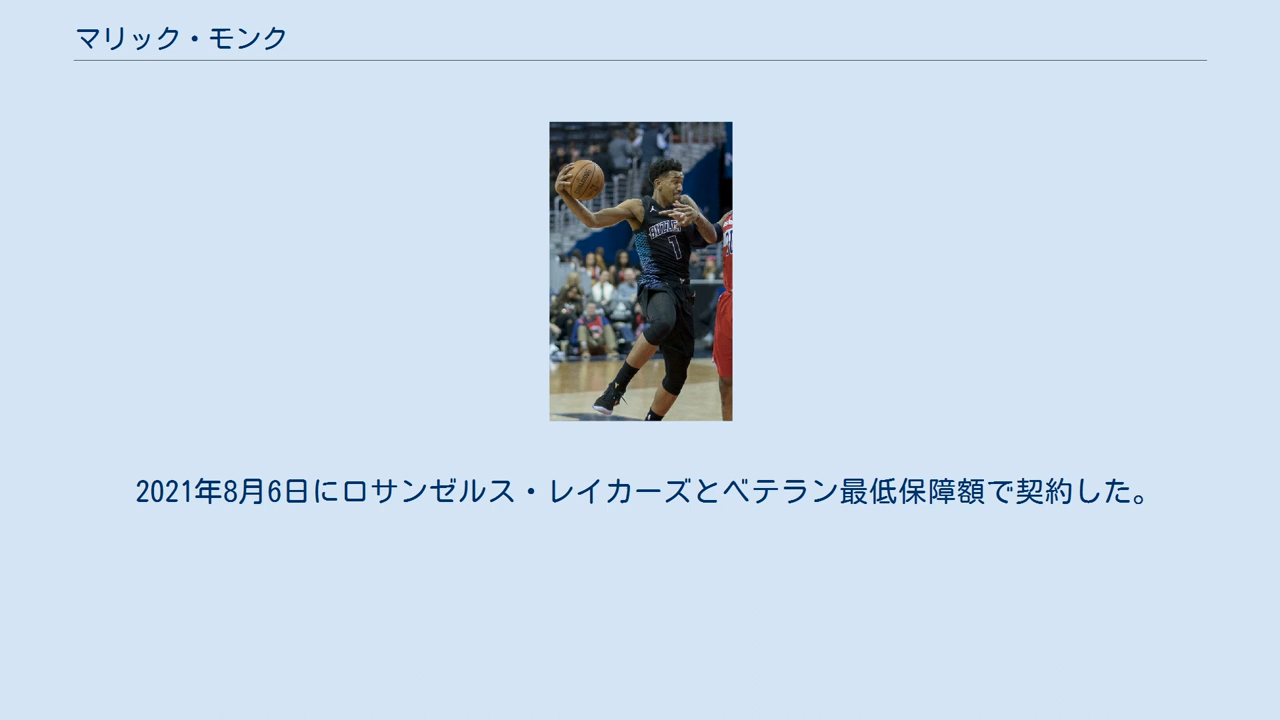 マリック・モンク
1
2021年8月6日にロサンゼルス・レイカーズとベテラン最低保障額で契約した。